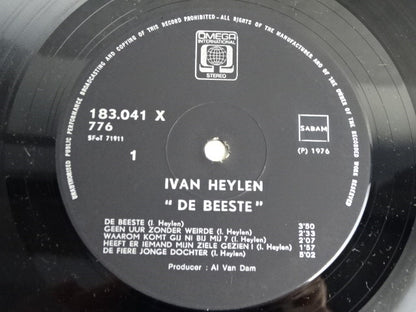 UNAUTHORISED PUBLIC PERFORMANCE BROADCASTING AND COPYING OF THIS RECORD PROHIBITED - ALL RIGHTS OF THE MANUFACTURER AND OF THE OWNER OF THE RECORDED WORK RESERVED
OMEGA
INTERNATIONAL
STEREO
183.041 X
776
SFoT 71911
1
SABAM
(P) 1976
IVAN HEYLEN
" DE BEESTE "
DE BEESTE (I. Heylen) 3'50
GEEN UUR ZONDER WEIRDE (I. Heylen) 2'33
WAAROM KOMT GIJ NI BIJ MIJ ? (I. Heylen) 2'07
HEEFT ER IEMAND MIJN ZIELE GEZIEN ! (I. Heylen) 1'57
DE FIERE JONGE DOCHTER (I. Heylen) 5'02
Producer : Al Van Dam